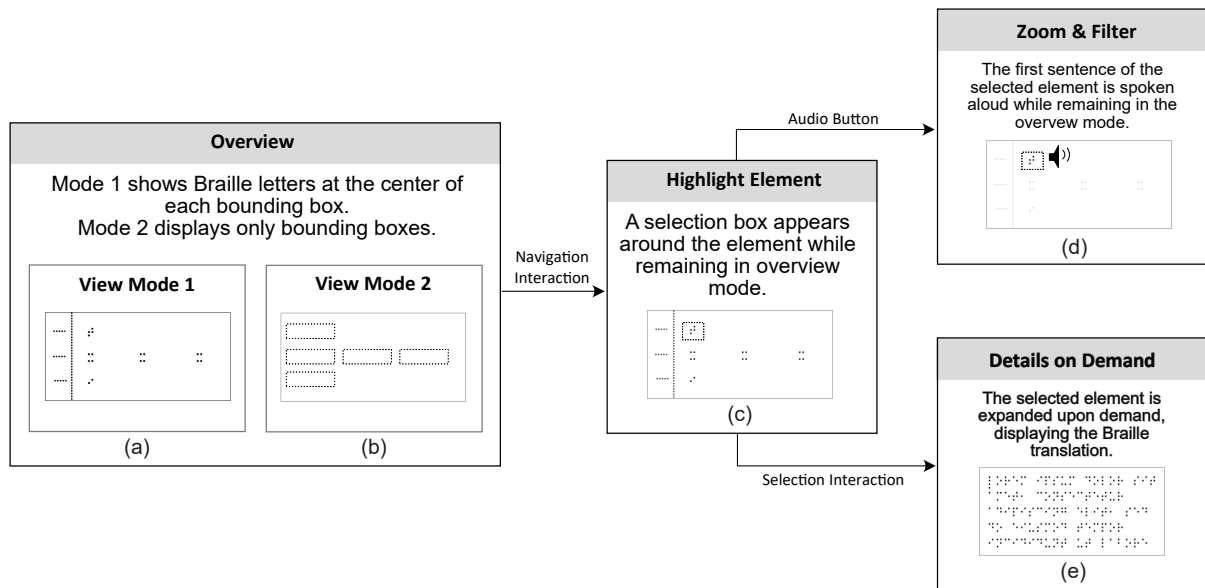 Overview
Mode 1 shows Braille letters at the center of
each bounding box.
Mode 2 displays only bounding boxes.
View Mode 1
(a)
View Mode 2
(b)
Navigation
Interaction
Highlight Element
A selection box appears
around the element while
remaining in overview
mode.
(c)
Audio Button
Zoom & Filter
The first sentence of the
selected element is spoken
aloud while remaining in the
overvew mode.
(d)
Selection Interaction
Details on Demand
The selected element is
expanded upon demand,
displaying the Braille
translation.
(e)